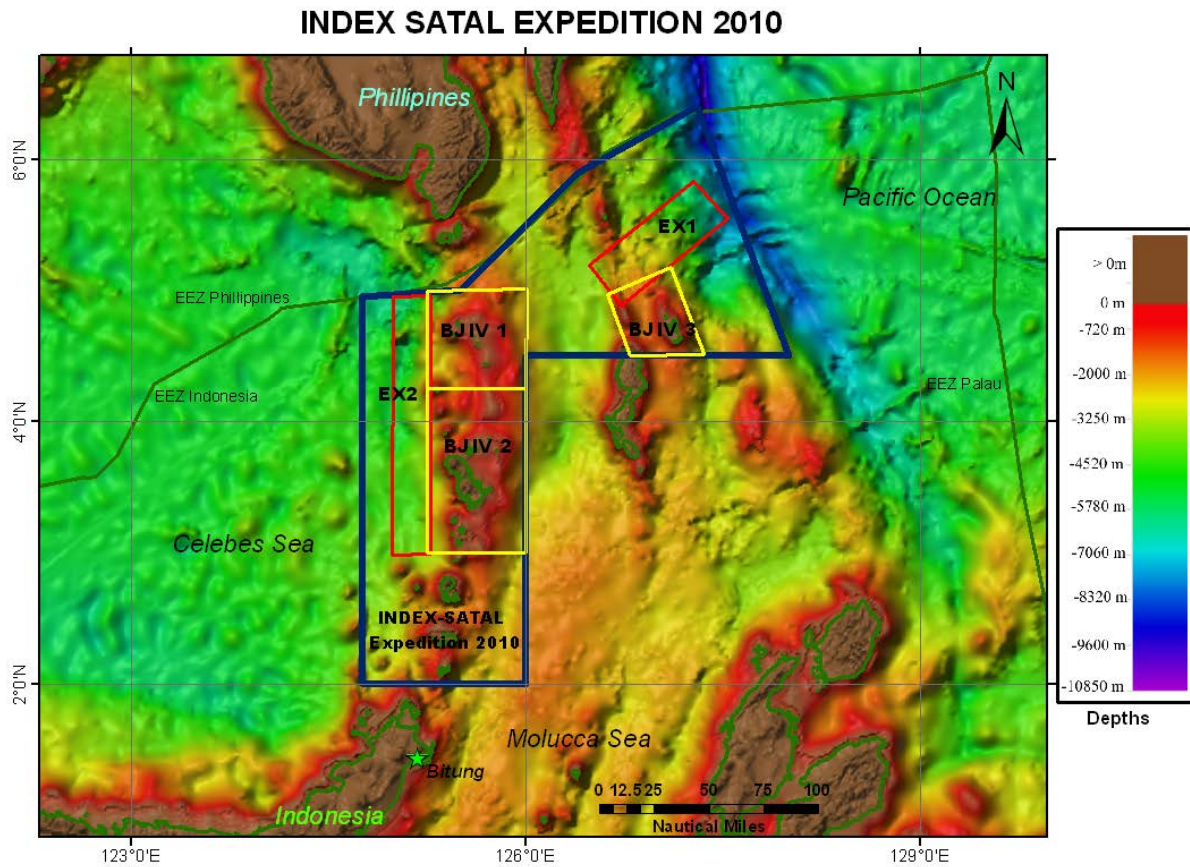 INDEX SATAL EXPEDITION 2010
Phillipines
N
6°0'N
Pacific Ocean
EX1
EEZ Phillippines
BJIV 1
BJIV 3
EX2
EEZ Indonesia
EEZ Palau
4°0'N
BJIV 2
Celebes Sea
INDEX-SATAL
Expedition 2010
2°0'N
Molucca Sea
Bitung
0 12.5 25 50 75 100
Nautical Miles
Indonesia
123°0'E 126°0'E 129°0'E
> 0m
0 m
-720 m
-2000 m
-3250 m
-4520 m
-5780 m
-7060 m
-8320 m
-9600 m
-10850 m
Depths